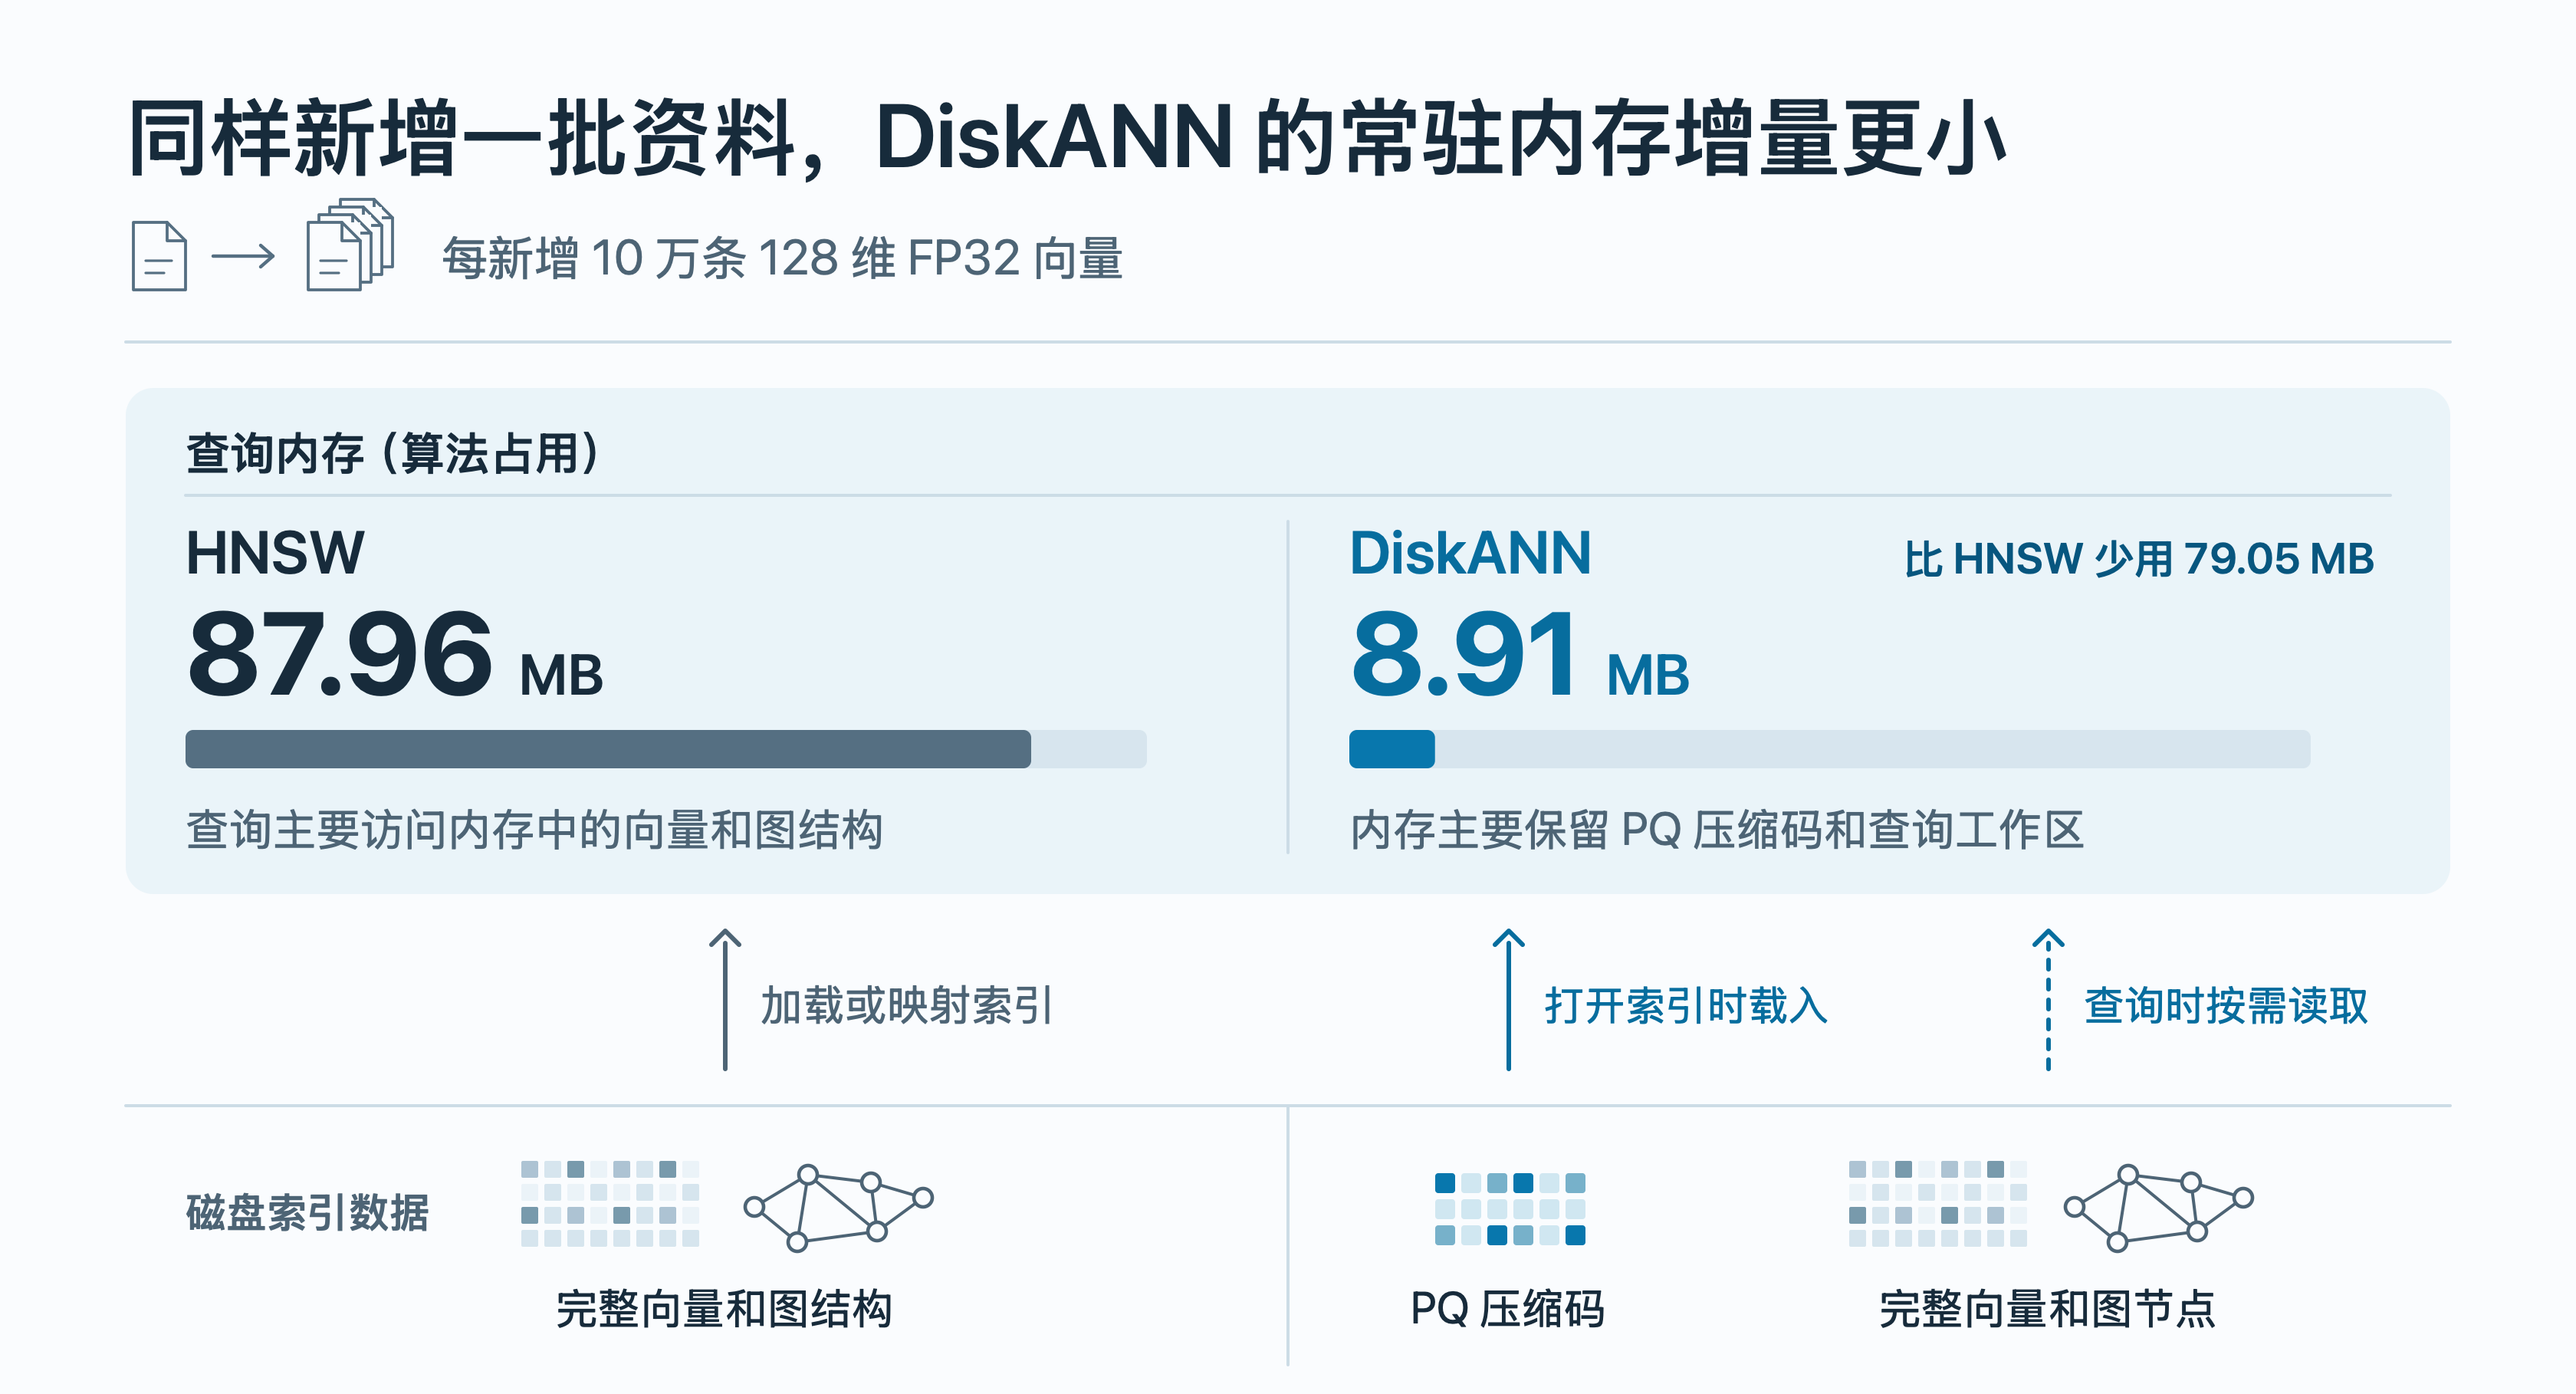 同样新增一批资料，DiskANN 的常驻内存增量更小
每新增 10 万条 128 维 FP32 向量
查询内存（算法占用）
HNSW
87.96 MB
查询主要访问内存中的向量和图结构
DiskANN
比 HNSW 少用 79.05 MB
8.91 MB
内存主要保留 PQ 压缩码和查询工作区
加载或映射索引
打开索引时载入
查询时按需读取
磁盘索引数据
完整向量和图结构
PQ 压缩码
完整向量和图节点